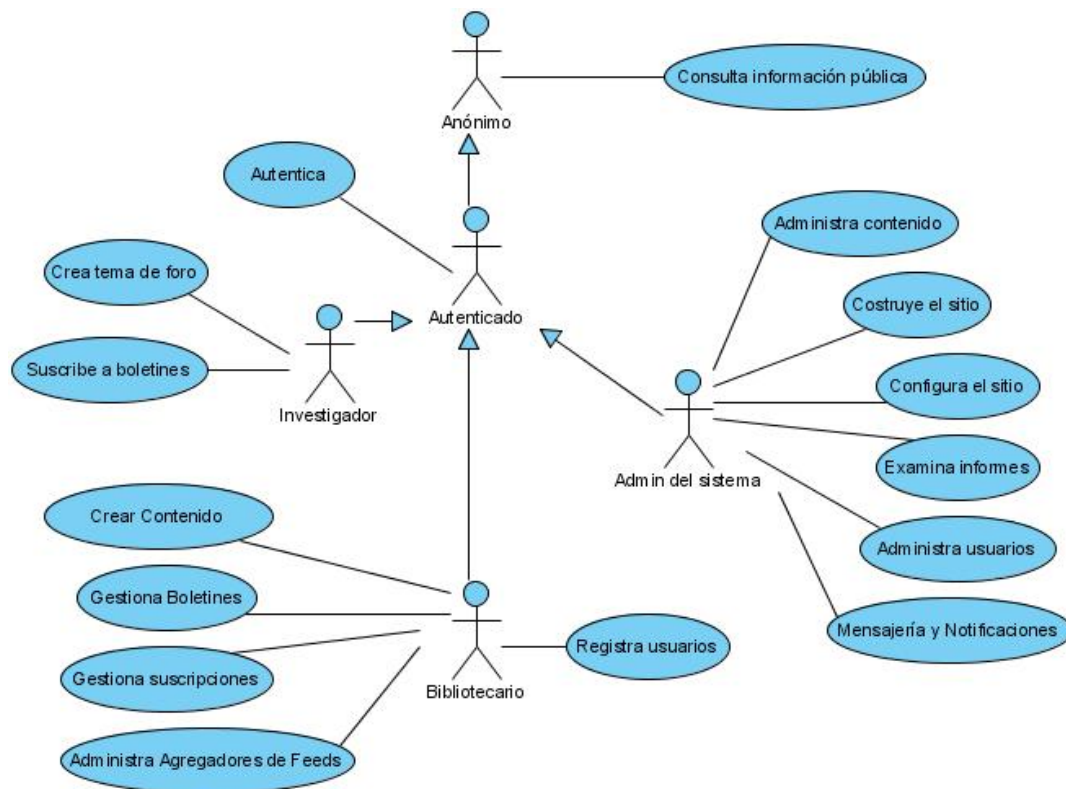 Consulta información pública
Anónimo
Autentica
Administra contenido
Crea tema de foro
Autenticado
Costruye el sitio
Suscribe a boletines
Investigador
Configura el sitio
Examina informes
Admin del sistema
Crear Contenido
Administra usuarios
Gestiona Boletines
Mensajería y Notificaciones
Registra usuarios
Gestiona suscripciones
Bibliotecario
Administra Agregadores de Feeds